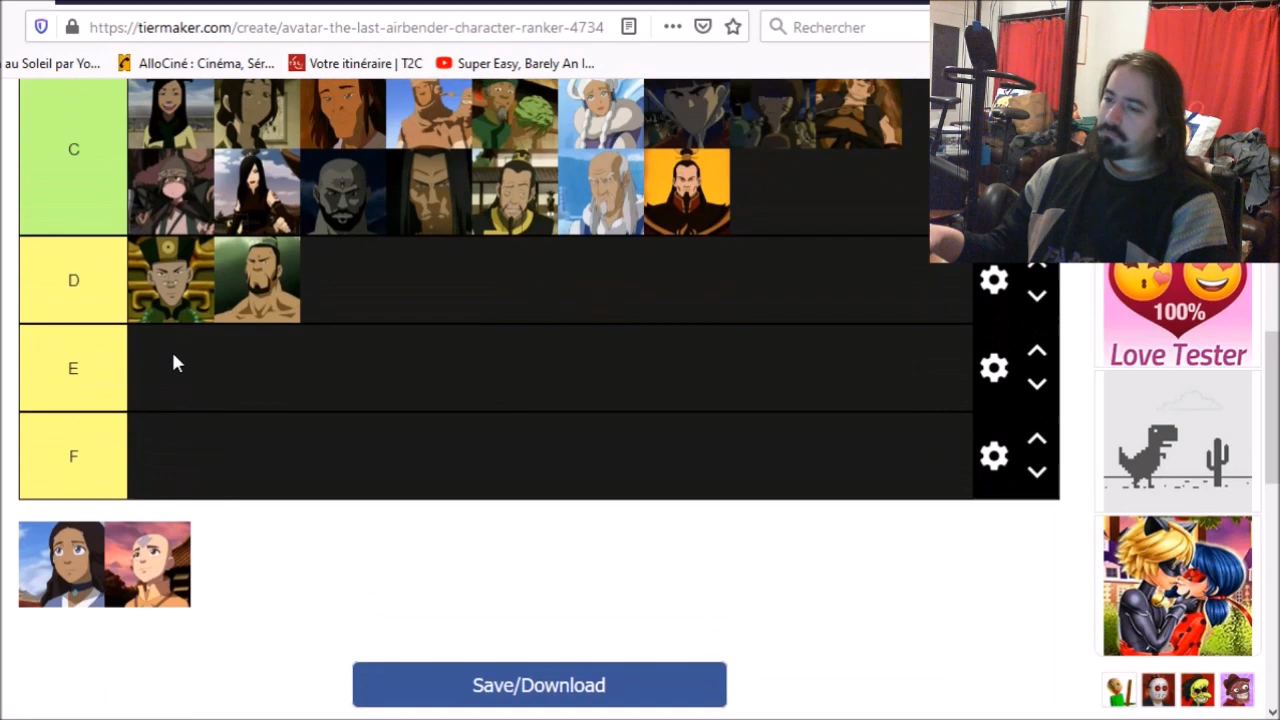 https://tiermaker.com/create/avatar-the-last-airbender-character-ranker-4734
Rechercher
au Soleil par Yo...
AlloCiné : Cinéma, Sér...
Votre itinéraire | T2C
Super Easy, Barely An I...
C
D
E
F
100%
Love Tester
Save/Download